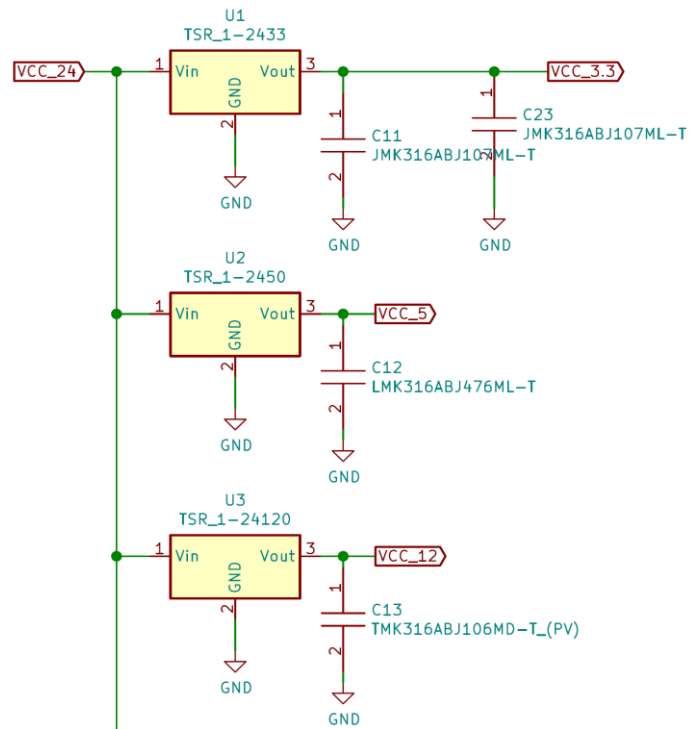 U1
TSR_1-2433
VCC_24
1
Vin
Vout
3
VCC_3.3
GND
2
GND
1
C11
JMK316ABJ107ML-T
2
GND
1
C23
JMK316ABJ107ML-T
2
GND
U2
TSR_1-2450
1
Vin
Vout
3
VCC_5
GND
2
GND
1
C12
LMK316ABJ476ML-T
2
GND
U3
TSR_1-24120
1
Vin
Vout
3
VCC_12
GND
2
GND
1
C13
TMK316ABJ106MD-T_(PV)
2
GND